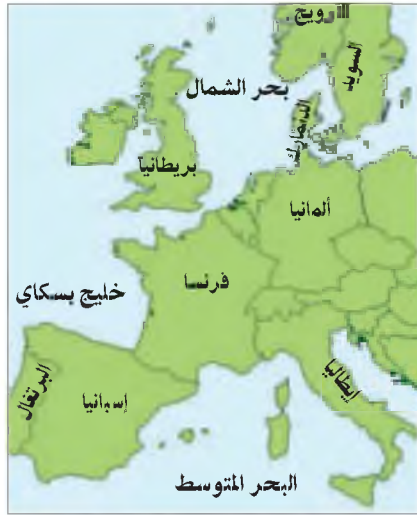 النرويج
السويد
بحر الشمال
الدنمارك
بريطانيا
ألمانيا
فرنسا
خليج بسكاي
البرتغال
إسبانيا
إيطاليا
البحر المتوسط